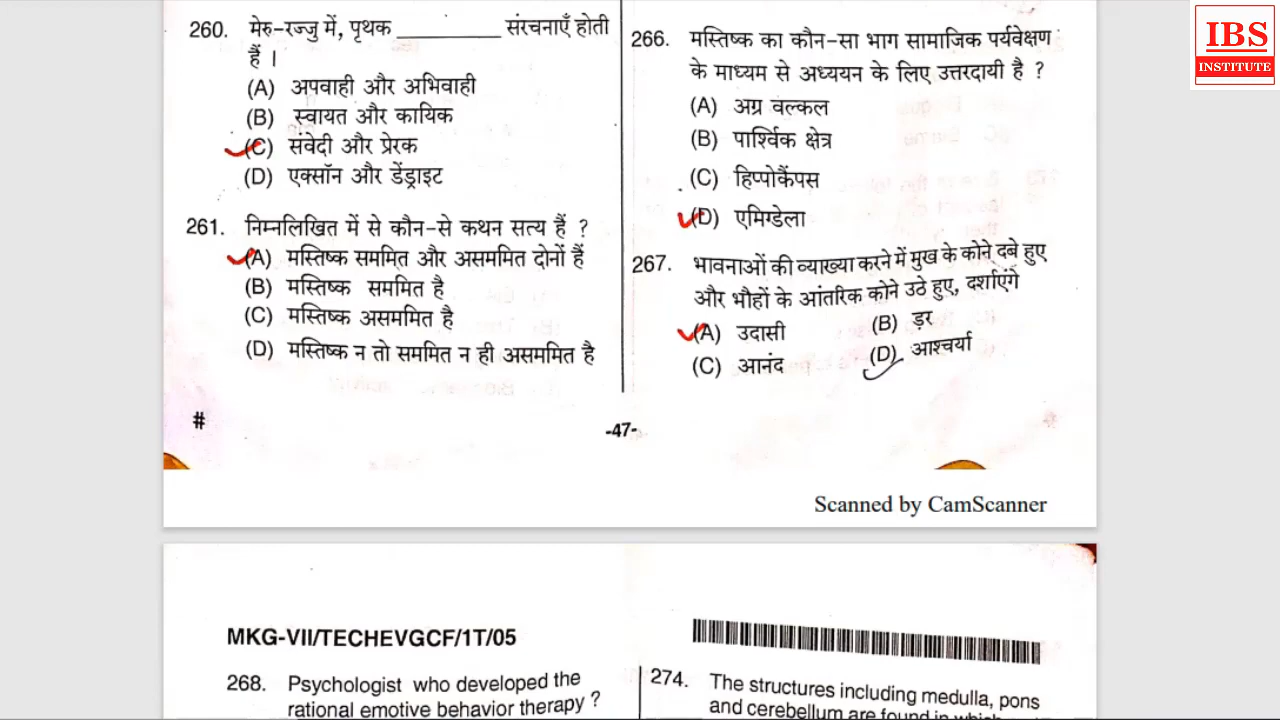 260. मेरु-रज्जु में, पृथक __________ संरचनाएँ होती
हैं ।
(A) अपवाही और अभिवाही
(B) स्वायत और कायिक
(C) संवेदी और प्रेरक
(D) एक्सॉन और डेंड्राइट
261. निम्नलिखित में से कौन-से कथन सत्य हैं ?
(A) मस्तिष्क सममित और असममित दोनों हैं
(B) मस्तिष्क सममित है
(C) मस्तिष्क असममित है
(D) मस्तिष्क न तो सममित न ही असममित है
#
266. मस्तिष्क का कौन-सा भाग सामाजिक पर्यवेक्षण
के माध्यम से अध्ययन के लिए उत्तरदायी है ?
(A) अग्र वल्कल
(B) पार्श्विक क्षेत्र
(C) हिप्पोकैंपस
(D) एमिग्डेला
267. भावनाओं की व्याख्या करने में मुख के कोने दबे हुए
और भौहों के आंतरिक कोने उठे हुए, दर्शाएंगे
(A) उदासी (B) ड़र
(C) आनंद (D) आश्चर्या
-47-
Scanned by CamScanner
MKG-VII/TECHEVGCF/1T/05
268. Psychologist who developed the
rational emotive behavior therapy ?
274. The structures including medulla, pons
and cerebellum are found in which
IBS
INSTITUTE